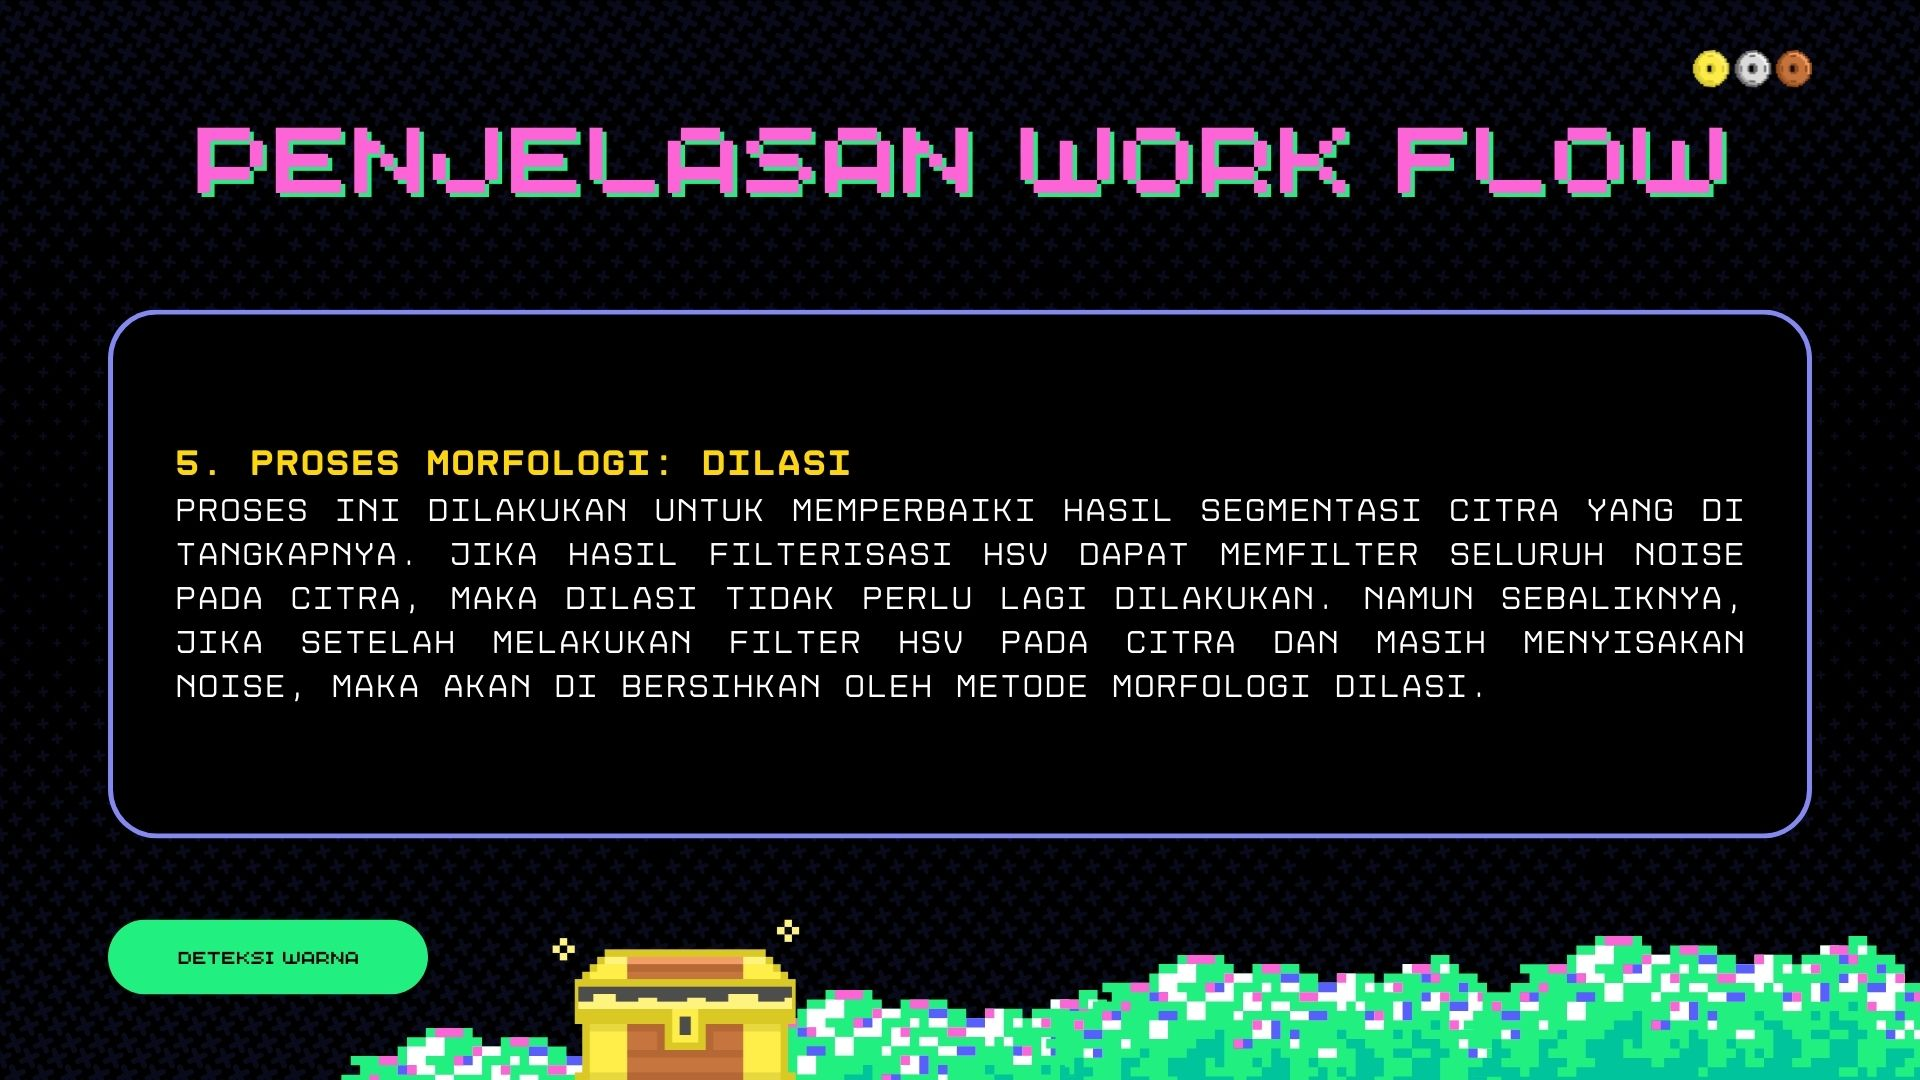 PENJELASAN WORK FLOW
5. PROSES MORFOLOGI: DILASI
PROSES INI DILAKUKAN UNTUK MEMPERBAIKI HASIL SEGMENTASI CITRA YANG DI
TANGKAPNYA. JIKA HASIL FILTERISASI HSV DAPAT MEMFILTER SELURUH NOISE
PADA CITRA, MAKA DILASI TIDAK PERLU LAGI DILAKUKAN. NAMUN SEBALIKNYA,
JIKA SETELAH MELAKUKAN FILTER HSV PADA CITRA DAN MASIH MENYISAKAN
NOISE, MAKA AKAN DI BERSIHKAN OLEH METODE MORFOLOGI DILASI.
DETEKSI WARNA